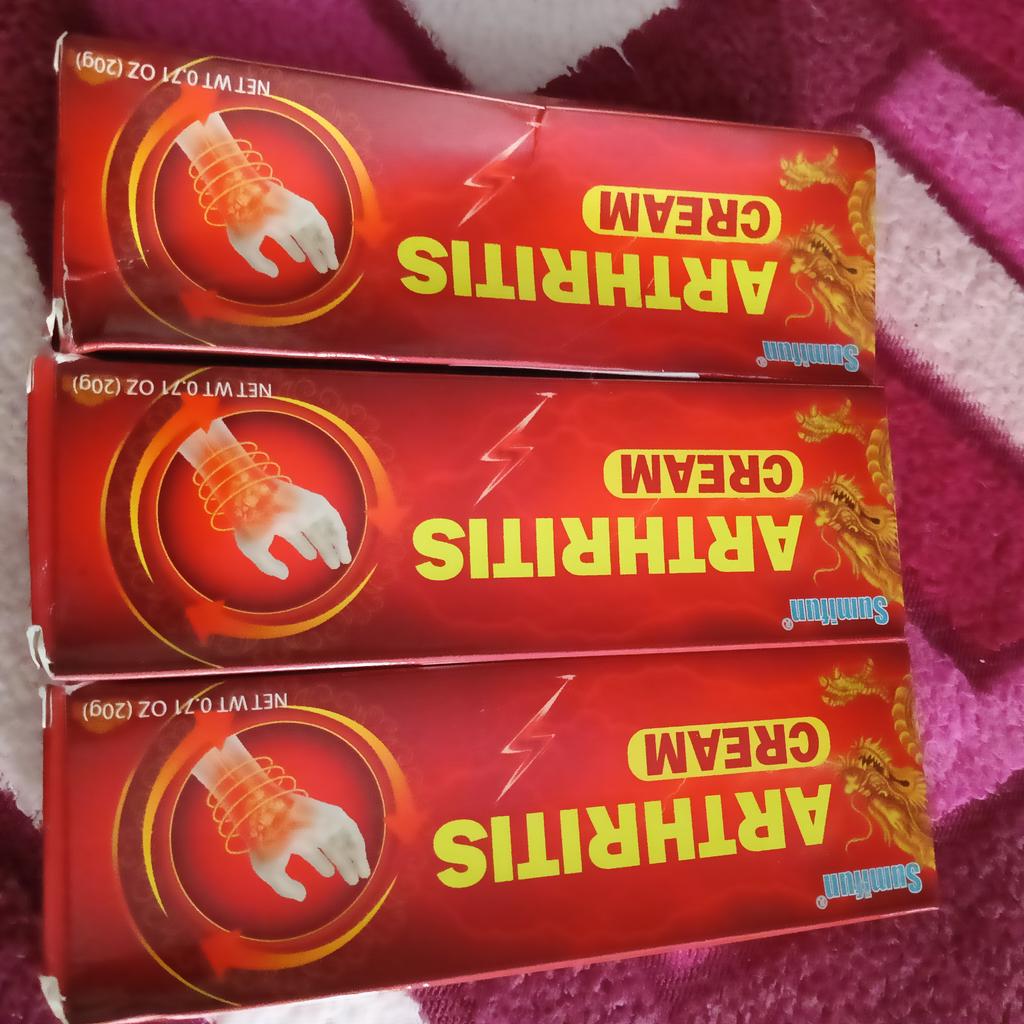 Sumifun®
ARTHRITIS
CREAM
NET WT 0.71 OZ (20g)
Sumifun®
ARTHRITIS
CREAM
NET WT 0.71 OZ (20g)
Sumifun®
ARTHRITIS
CREAM
NET WT 0.71 OZ (20g)